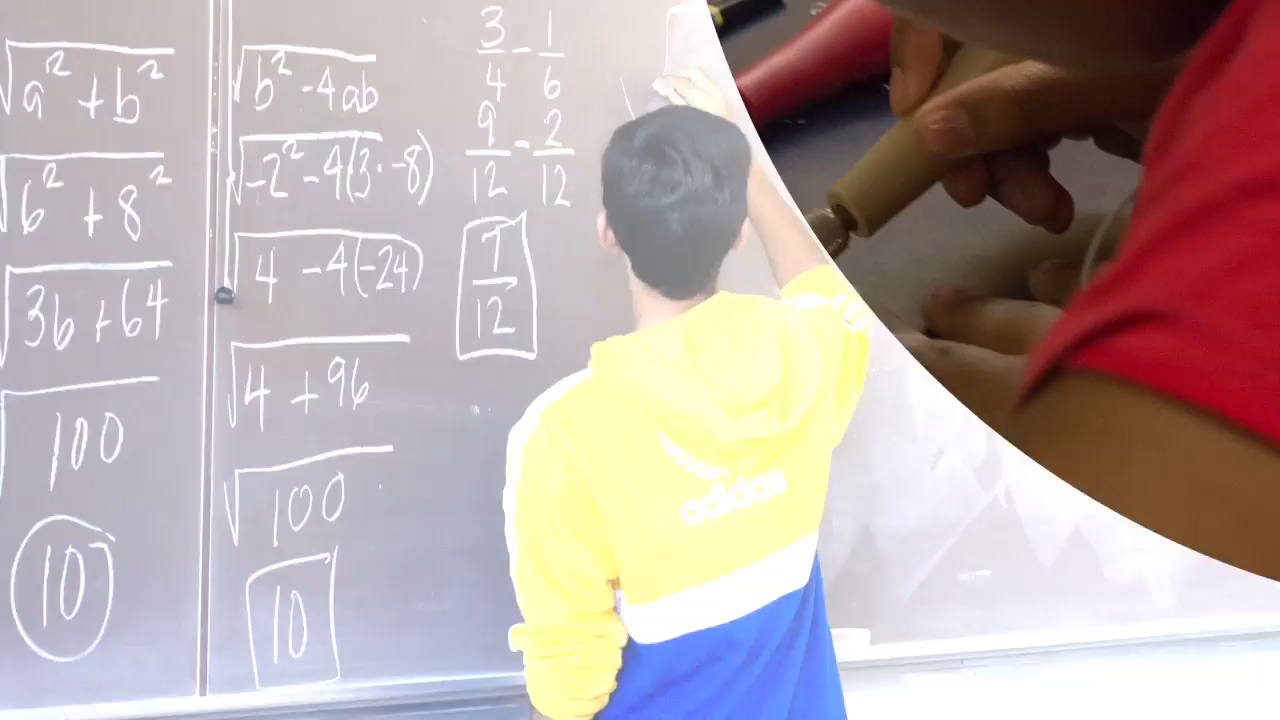 √a² + b²
√6² + 8²
√36 + 64
√100
10
√b² - 4ab
√-2² - 4(3· -8)
√4 - 4(-24)
√4 + 96
√100
10
3/4 - 1/6
9/12 - 2/12
7/12
adidas